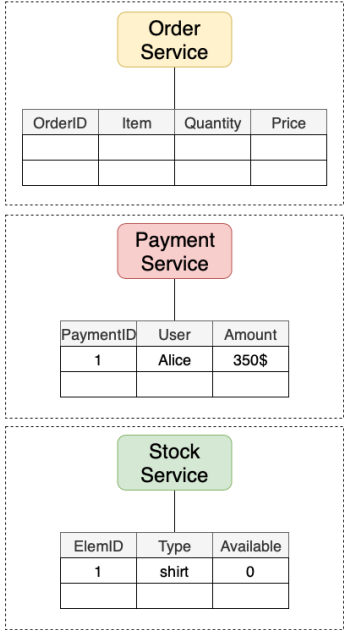 Order
Service
OrderID Item Quantity Price
Payment
Service
PaymentID User Amount
1 Alice 350$
Stock
Service
ElemID Type Available
1 shirt 0